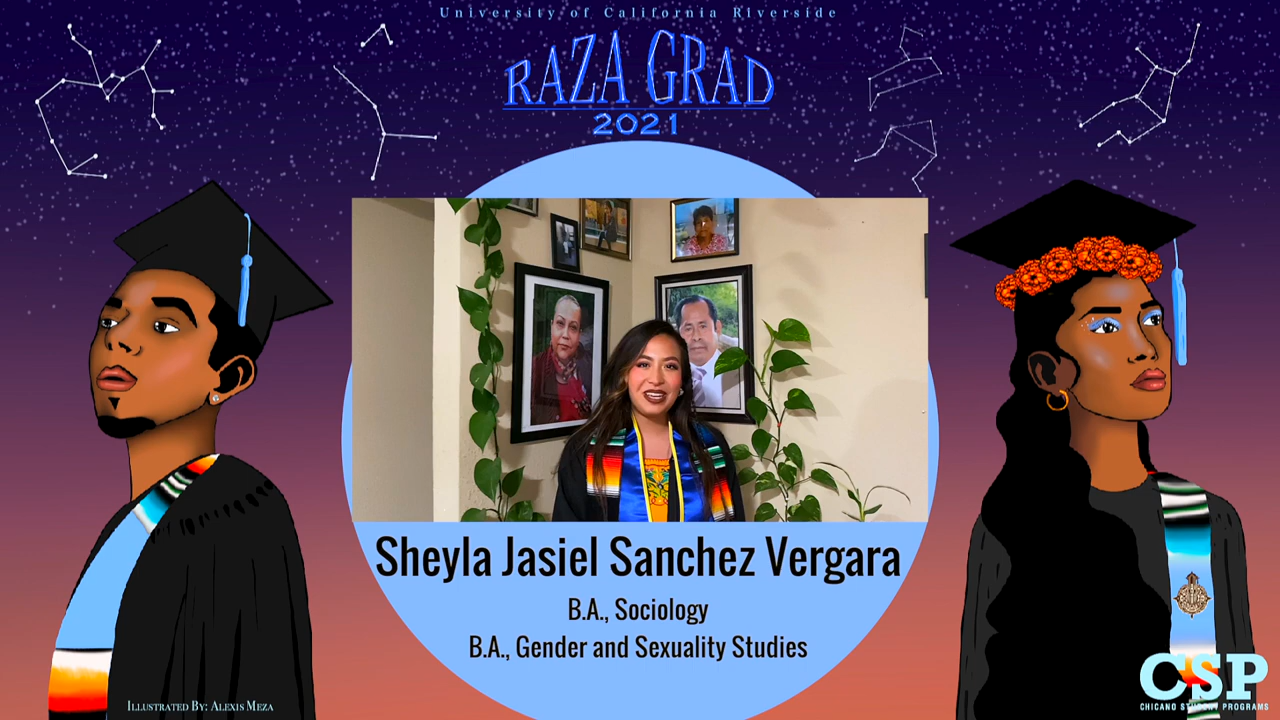 University of California Riverside
RAZA GRAD
2021
Sheyla Jasiel Sanchez Vergara
B.A., Sociology
B.A., Gender and Sexuality Studies
Illustrated By: Alexis Meza
CSP
CHICANO STUDENT PROGRAMS